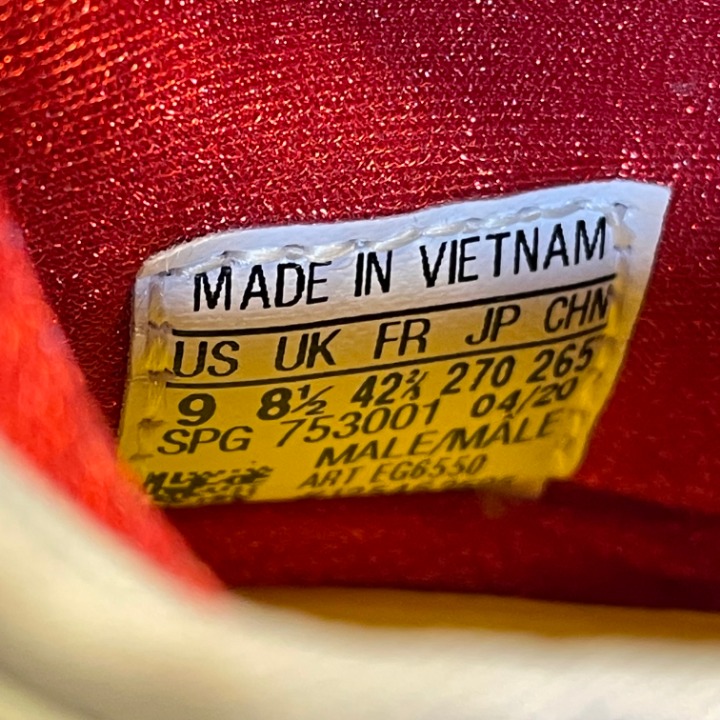 MADE IN VIETNAM
US UK FR JP CHN
9 8½ 42⅔ 270 265
SPG 753001 04/20
MALE/MÂLE
ART EG6550